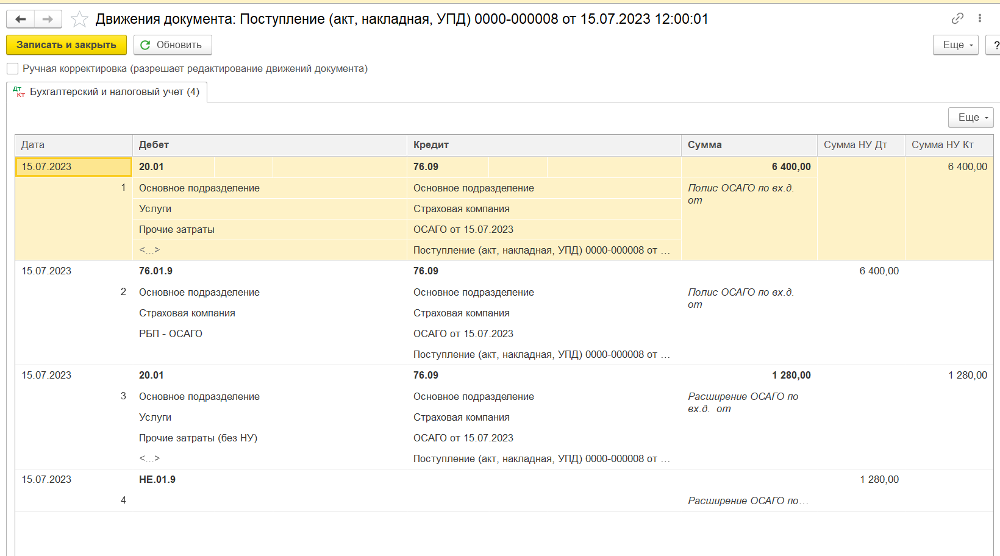 Движения документа: Поступление (акт, накладная, УПД) 0000-000008 от 15.07.2023 12:00:01
Записать и закрыть Обновить Еще ?
Ручная корректировка (разрешает редактирование движений документа)
Дт Кт Бухгалтерский и налоговый учет (4)
Еще
Дата Дебет Кредит Сумма Сумма НУ Дт Сумма НУ Кт
15.07.2023 20.01 76.09 6 400,00 6 400,00
1 Основное подразделение Основное подразделение Полис ОСАГО по вх.д.
от
Услуги Страховая компания
Прочие затраты ОСАГО от 15.07.2023
<...> Поступление (акт, накладная, УПД) 0000-000008 от ...
15.07.2023 76.01.9 76.09 6 400,00
2 Основное подразделение Основное подразделение Полис ОСАГО по вх.д.
от
Страховая компания Страховая компания
РБП - ОСАГО ОСАГО от 15.07.2023
Поступление (акт, накладная, УПД) 0000-000008 от ...
15.07.2023 20.01 76.09 1 280,00 1 280,00
3 Основное подразделение Основное подразделение Расширение ОСАГО по
вх.д. от
Услуги Страховая компания
Прочие затраты (без НУ) ОСАГО от 15.07.2023
<...> Поступление (акт, накладная, УПД) 0000-000008 от ...
15.07.2023 НЕ.01.9 1 280,00
4 Расширение ОСАГО по...